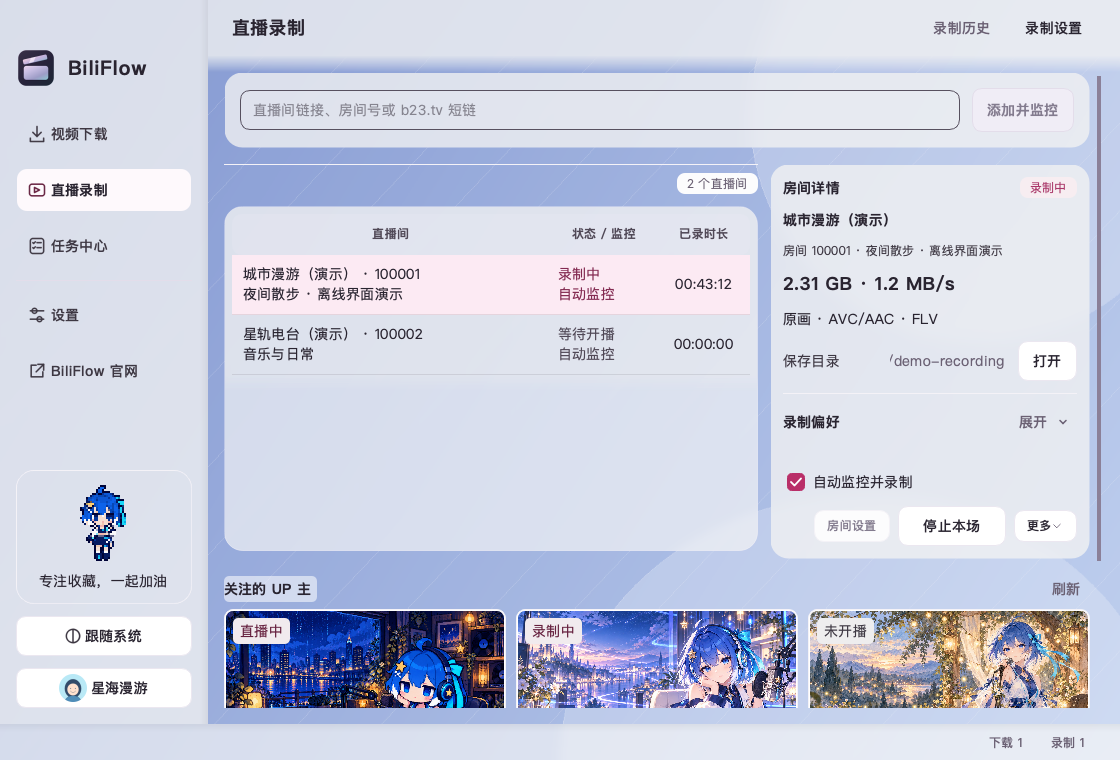 BiliFlow
视频下载
直播录制
任务中心
设置
BiliFlow 官网
专注收藏，一起加油
跟随系统
星海漫游
直播录制
录制历史
录制设置
直播间链接、房间号或 b23.tv 短链
添加并监控
2 个直播间
直播间 状态 / 监控 已录时长
城市漫游（演示） · 100001
夜间散步 · 离线界面演示
录制中
自动监控
00:43:12
星轨电台（演示） · 100002
音乐与日常
等待开播
自动监控
00:00:00
房间详情
录制中
城市漫游（演示）
房间 100001 · 夜间散步 · 离线界面演示
2.31 GB · 1.2 MB/s
原画 · AVC/AAC · FLV
保存目录 /demo-recording 打开
录制偏好 展开
自动监控并录制
房间设置 停止本场 更多
关注的 UP 主
刷新
直播中
录制中
未开播
下载 1 录制 1